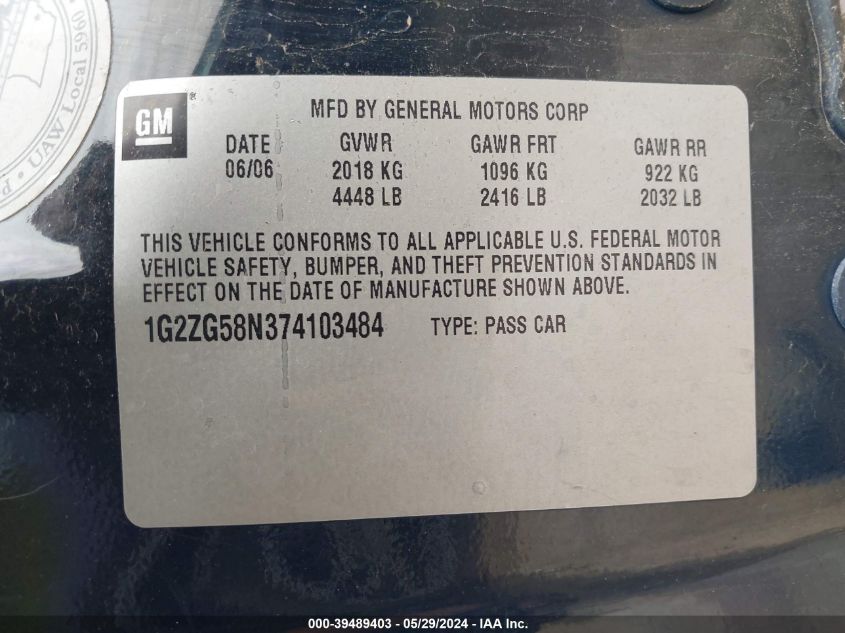 UAW Local 5960
GM
MFD BY GENERAL MOTORS CORP
DATE GVWR GAWR FRT GAWR RR
06/06 2018 KG 1096 KG 922 KG
4448 LB 2416 LB 2032 LB
THIS VEHICLE CONFORMS TO ALL APPLICABLE U.S. FEDERAL MOTOR
VEHICLE SAFETY, BUMPER, AND THEFT PREVENTION STANDARDS IN
EFFECT ON THE DATE OF MANUFACTURE SHOWN ABOVE.
1G2ZG58N374103484 TYPE: PASS CAR
000-39489403 - 05/29/2024 - IAA Inc.